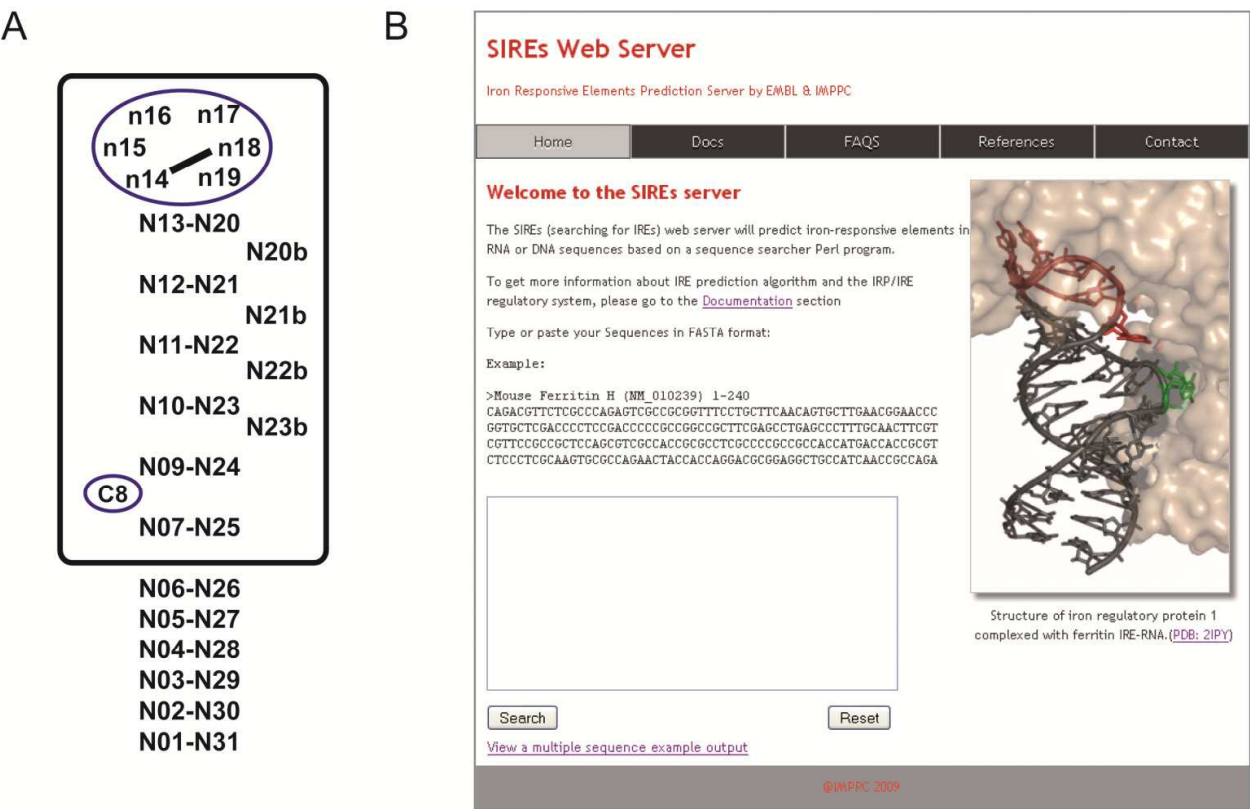 A
n16 n17
n15 n18
n14 n19
N13-N20
N20b
N12-N21
N21b
N11-N22
N22b
N10-N23
N23b
N09-N24
C8
N07-N25
N06-N26
N05-N27
N04-N28
N03-N29
N02-N30
N01-N31
B
SIREs Web Server
Iron Responsive Elements Prediction Server by EMBL & IMPPC
Home Docs FAQS References Contact
Welcome to the SIREs server
The SIREs (searching for IREs) web server will predict iron-responsive elements in
RNA or DNA sequences based on a sequence searcher Perl program.
To get more information about IRE prediction algorithm and the IRP/IRE
regulatory system, please go to the Documentation section
Type or paste your Sequences in FASTA format:
Example:
>Mouse Ferritin H (NM_010239) 1-240
CAGACGTTCTCGCCCAGAGTCGCCGCGGTTTCCTGCTTCAACAGTGCTTGAACGGAACCC
GGTGCTCGACCCCTCCGACCCCCGCCGGCCGCTTCGAGCCTGAGCCCTTTGCAACTTCGT
CGTTCCGCCGCTCCAGCGTCGCCACCGCGCCTCGCCCCGCCGCCACCATGACCACCGCGT
CTCCCTCGCAAGTGCGCCAGAACTACCACCAGGACGCGGAGGCTGCCATCAACCGCCAGA
Search Reset
View a multiple sequence example output
Structure of iron regulatory protein 1
complexed with ferritin IRE-RNA.(PDB: 2IPY)
@IMPPC 2009